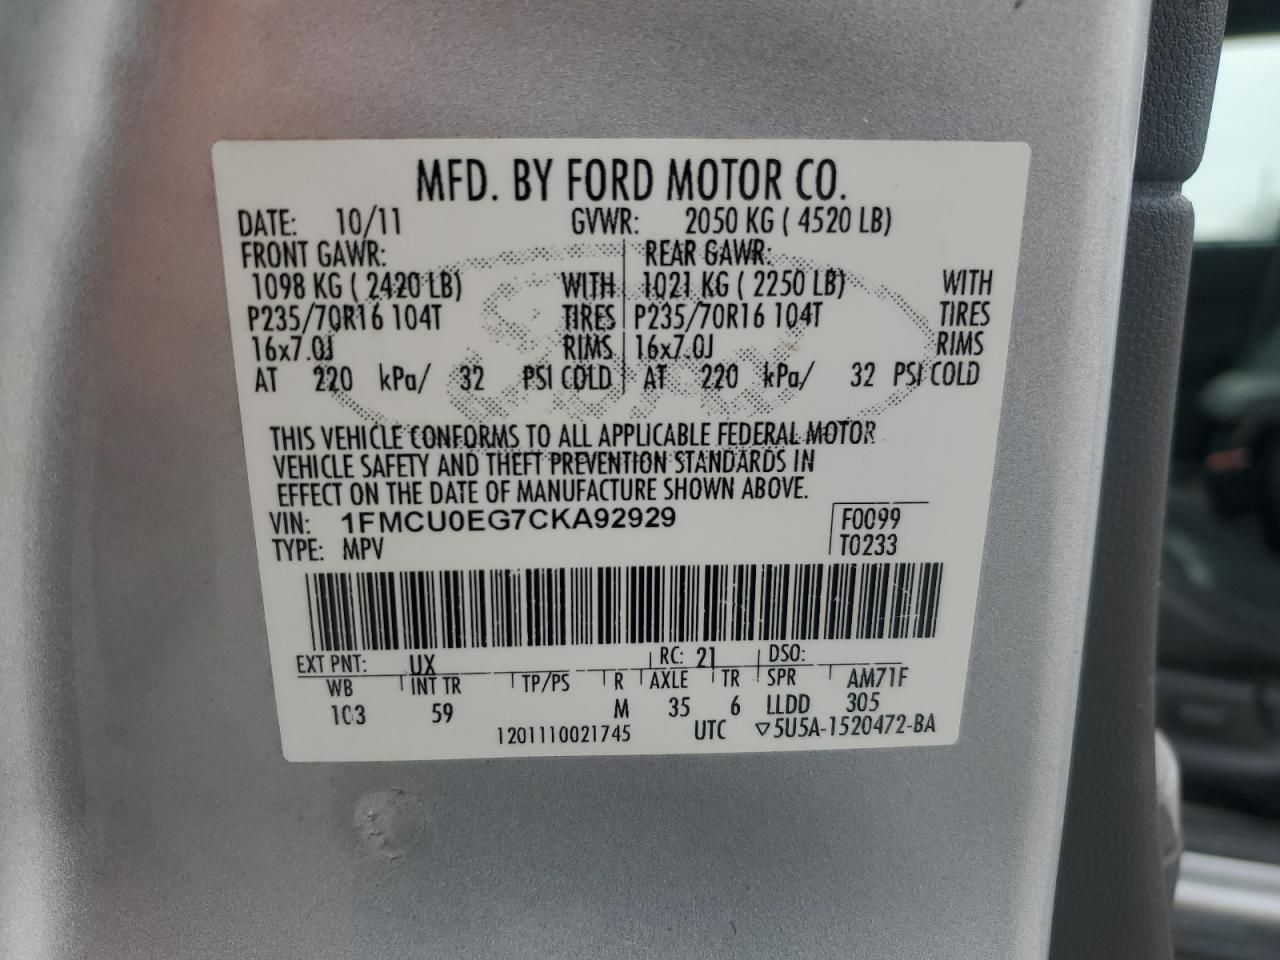 MFD. BY FORD MOTOR CO.
DATE: 10/11 GVWR: 2050 KG ( 4520 LB)
FRONT GAWR: REAR GAWR:
1098 KG ( 2420 LB) WITH 1021 KG ( 2250 LB) WITH
P235/70R16 104T TIRES P235/70R16 104T TIRES
16x7.0J RIMS 16x7.0J RIMS
AT 220 kPa/ 32 PSI COLD AT 220 kPa/ 32 PSI COLD
THIS VEHICLE CONFORMS TO ALL APPLICABLE FEDERAL MOTOR
VEHICLE SAFETY AND THEFT PREVENTION STANDARDS IN
EFFECT ON THE DATE OF MANUFACTURE SHOWN ABOVE.
VIN: 1FMCU0EG7CKA92929 F0099
TYPE: MPV T0233
EXT PNT: UX RC: 21 DSO:
WB INT TR TP/PS R AXLE TR SPR AM71F
103 59 M 35 6 LLDD 305
1201110021745 UTC ▽5U5A-1520472-BA